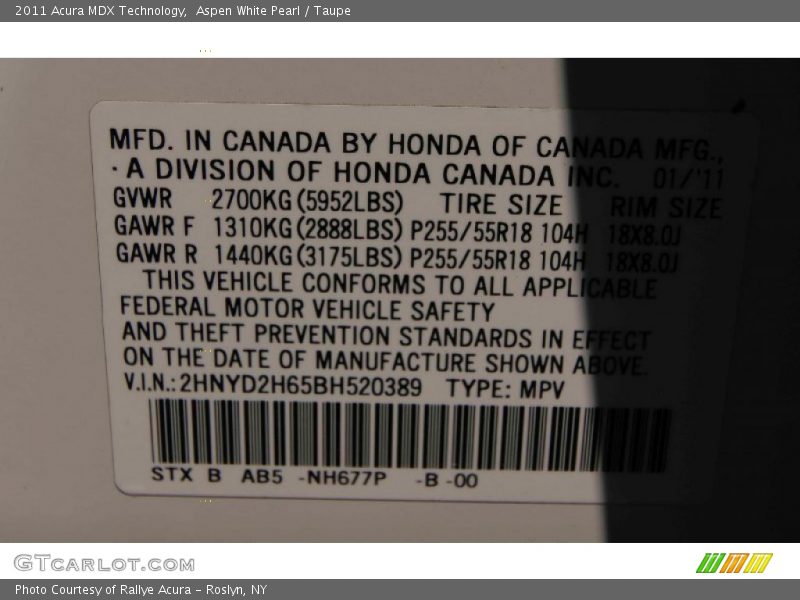 2011 Acura MDX Technology,  Aspen White Pearl / Taupe
MFD. IN CANADA BY HONDA OF CANADA MFG.,
· A DIVISION OF HONDA CANADA INC. 01/'11
GVWR 2700KG(5952LBS) TIRE SIZE RIM SIZE
GAWR F 1310KG(2888LBS) P255/55R18 104H 18X8.0J
GAWR R 1440KG(3175LBS) P255/55R18 104H 18X8.0J
THIS VEHICLE CONFORMS TO ALL APPLICABLE
FEDERAL MOTOR VEHICLE SAFETY
AND THEFT PREVENTION STANDARDS IN EFFECT
ON THE DATE OF MANUFACTURE SHOWN ABOVE.
V.I.N.: 2HNYD2H65BH520389 TYPE: MPV
STX B AB5 -NH677P -B -00
GTCARLOT.COM
Photo Courtesy of Rallye Acura – Roslyn, NY